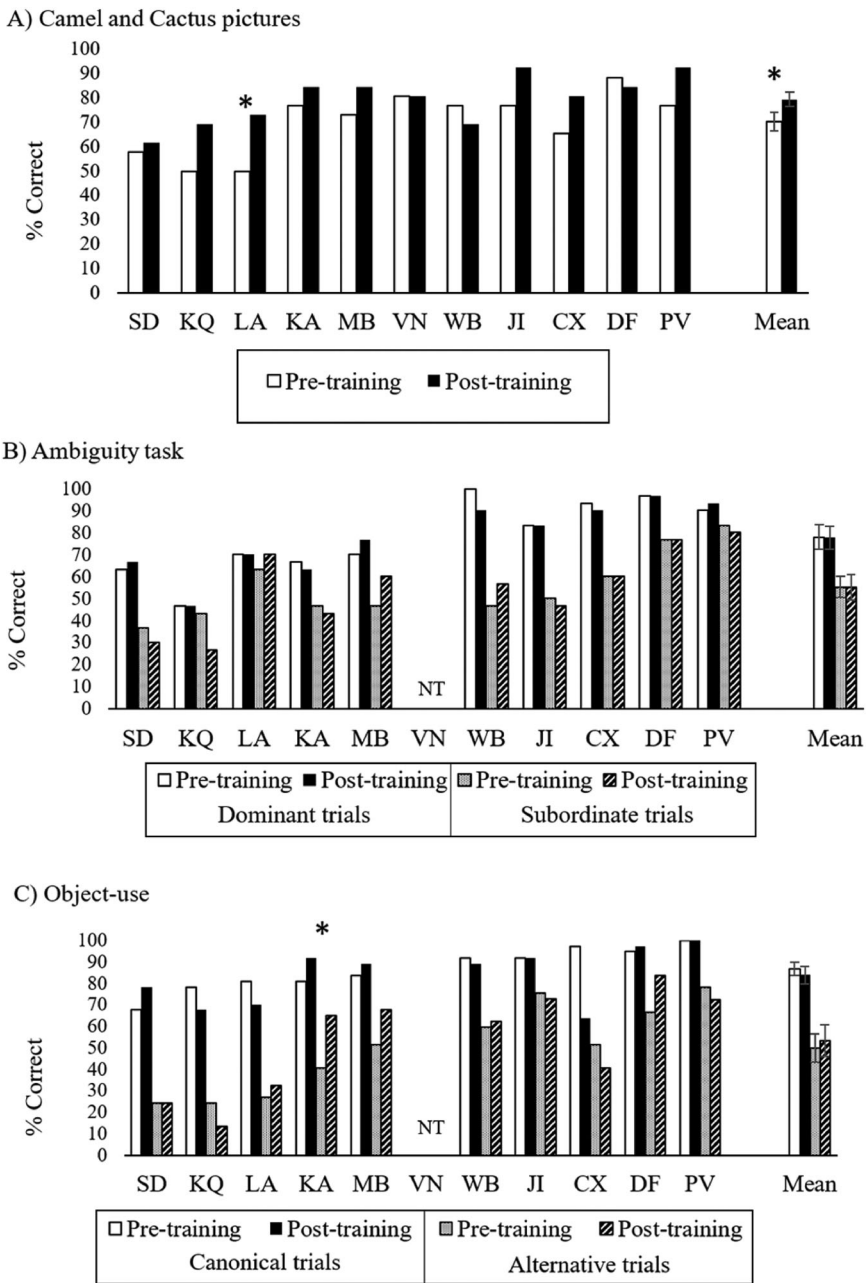 A) Camel and Cactus pictures
100
90
80
70
60
50
40
30
20
10
0
% Correct
*
*
SD KQ LA KA MB VN WB JI CX DF PV Mean
Pre-training Post-training
B) Ambiguity task
100
90
80
70
60
50
40
30
20
10
0
% Correct
NT
SD KQ LA KA MB VN WB JI CX DF PV Mean
Pre-training Post-training Pre-training Post-training
Dominant trials Subordinate trials
C) Object-use
*
100
90
80
70
60
50
40
30
20
10
0
% Correct
NT
SD KQ LA KA MB VN WB JI CX DF PV Mean
Pre-training Post-training Pre-training Post-training
Canonical trials Alternative trials